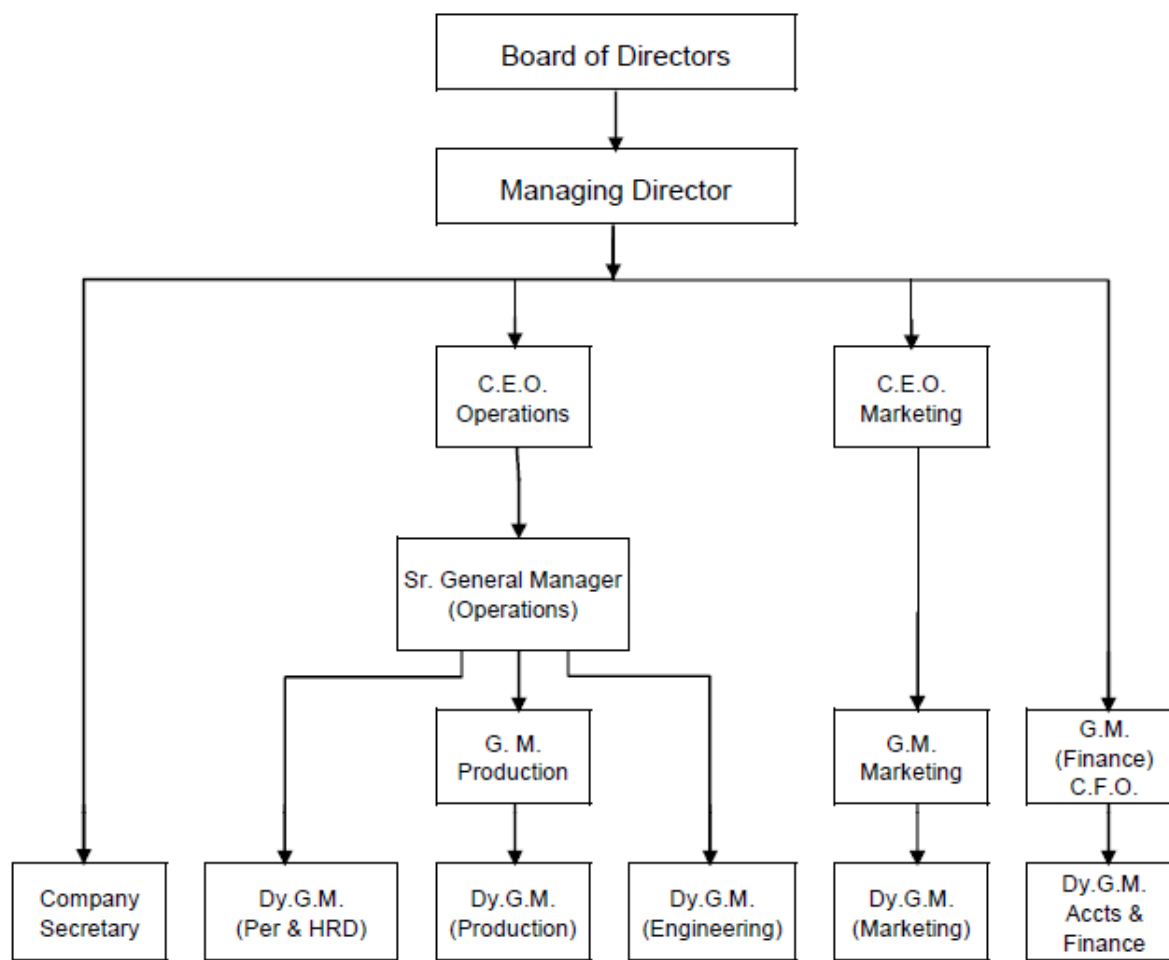 Board of Directors
Managing Director
C.E.O.
Operations
C.E.O.
Marketing
Sr. General Manager
(Operations)
G. M.
Production
G.M.
Marketing
G.M.
(Finance)
C.F.O.
Company
Secretary
Dy.G.M.
(Per & HRD)
Dy.G.M.
(Production)
Dy.G.M.
(Engineering)
Dy.G.M.
(Marketing)
Dy.G.M.
Accts &
Finance